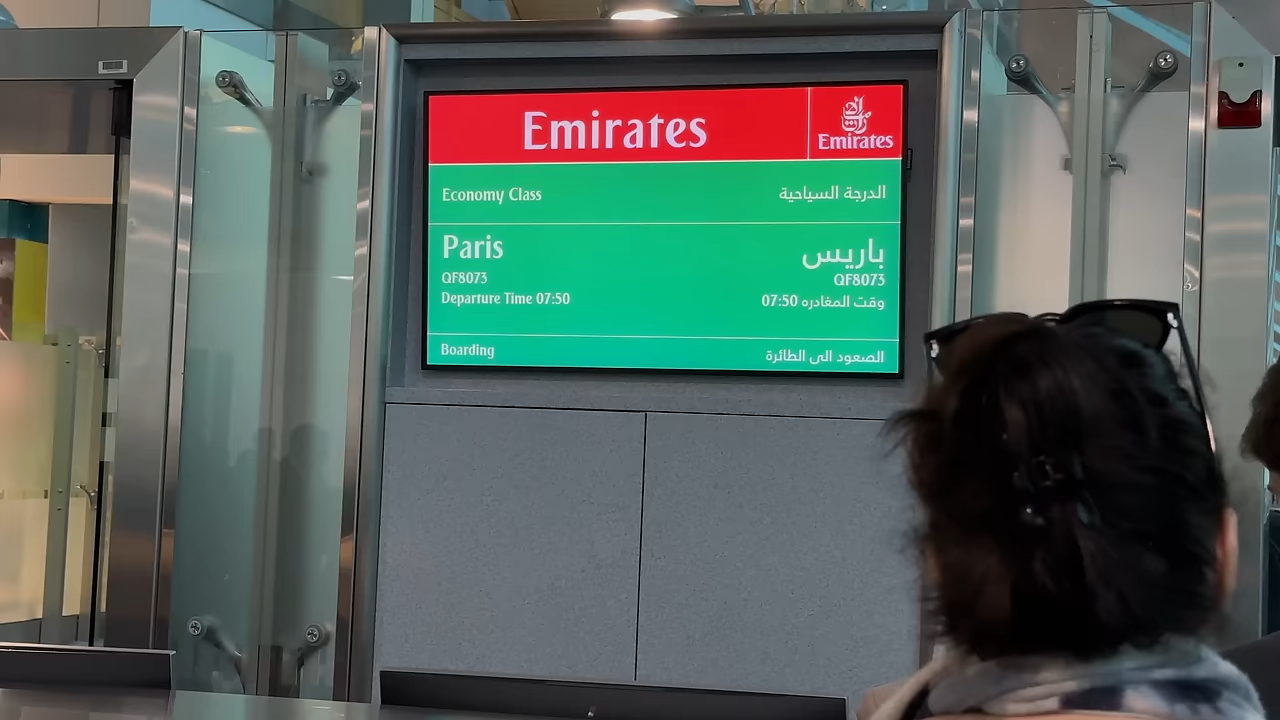 Emirates
Emirates
Economy Class
الدرجة السياحية
Paris
باريس
QF8073
QF8073
Departure Time 07:50
وقت المغادره 07:50
Boarding
الصعود الى الطائرة